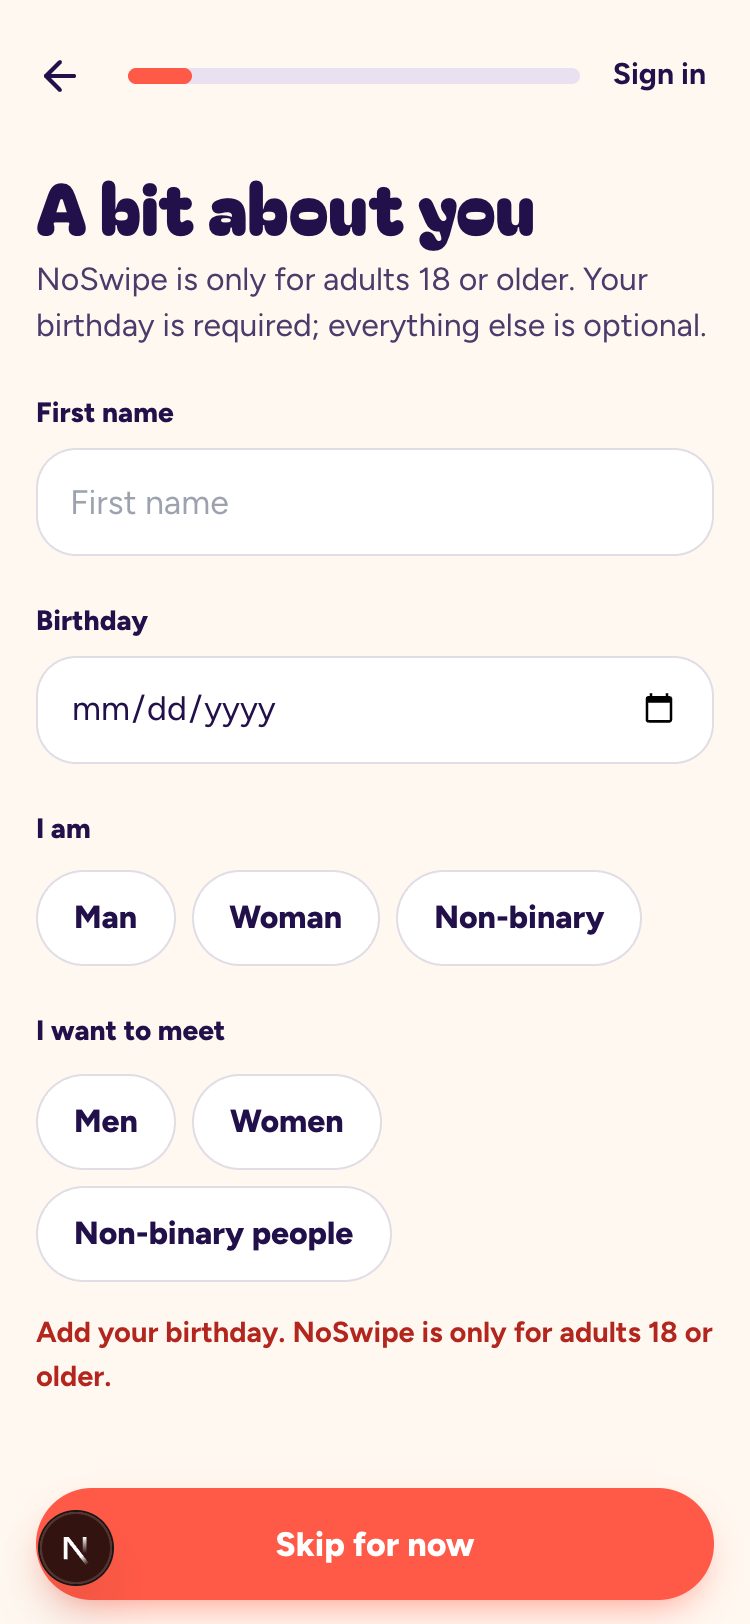 Sign in
A bit about you
NoSwipe is only for adults 18 or older. Your
birthday is required; everything else is optional.
First name
First name
Birthday
mm/dd/yyyy
I am
Man Woman Non-binary
I want to meet
Men Women
Non-binary people
Add your birthday. NoSwipe is only for adults 18 or
older.
N Skip for now